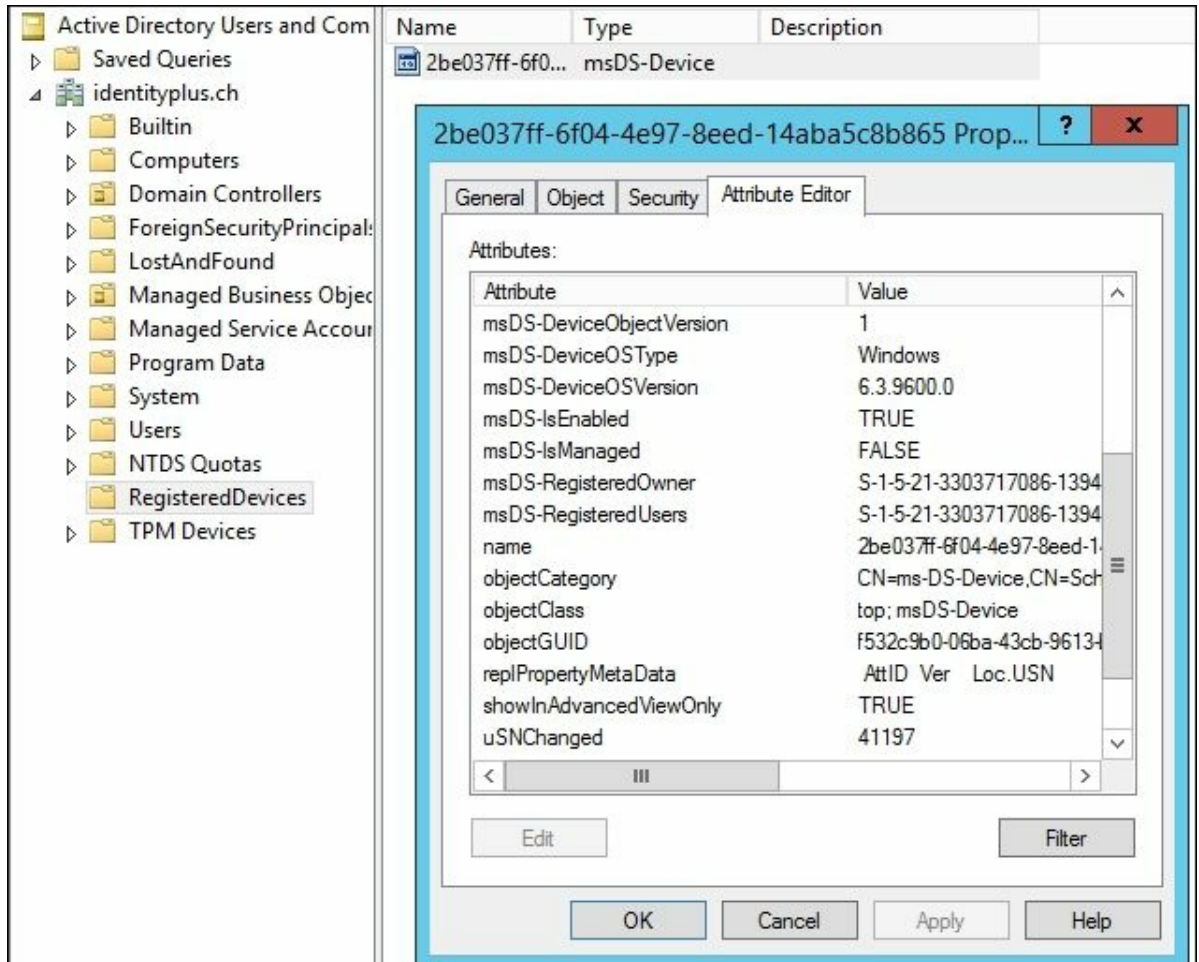 Active Directory Users and Com
Saved Queries
identityplus.ch
Builtin
Computers
Domain Controllers
ForeignSecurityPrincipals
LostAndFound
Managed Business Objec
Managed Service Accour
Program Data
System
Users
NTDS Quotas
RegisteredDevices
TPM Devices
Name Type Description
2be037ff-6f0... msDS-Device
2be037ff-6f04-4e97-8eed-14aba5c8b865 Prop... ? x
General Object Security Attribute Editor
Attributes:
Attribute Value
msDS-DeviceObjectVersion 1
msDS-DeviceOSType Windows
msDS-DeviceOSVersion 6.3.9600.0
msDS-IsEnabled TRUE
msDS-IsManaged FALSE
msDS-RegisteredOwner S-1-5-21-3303717086-1394
msDS-RegisteredUsers S-1-5-21-3303717086-1394
name 2be037ff-6f04-4e97-8eed-1
objectCategory CN=ms-DS-Device,CN=Sch
objectClass top; msDS-Device
objectGUID f532c9b0-06ba-43cb-9613-
replPropertyMetaData AttID Ver Loc.USN
showInAdvancedViewOnly TRUE
uSNChanged 41197
Edit Filter
OK Cancel Apply Help